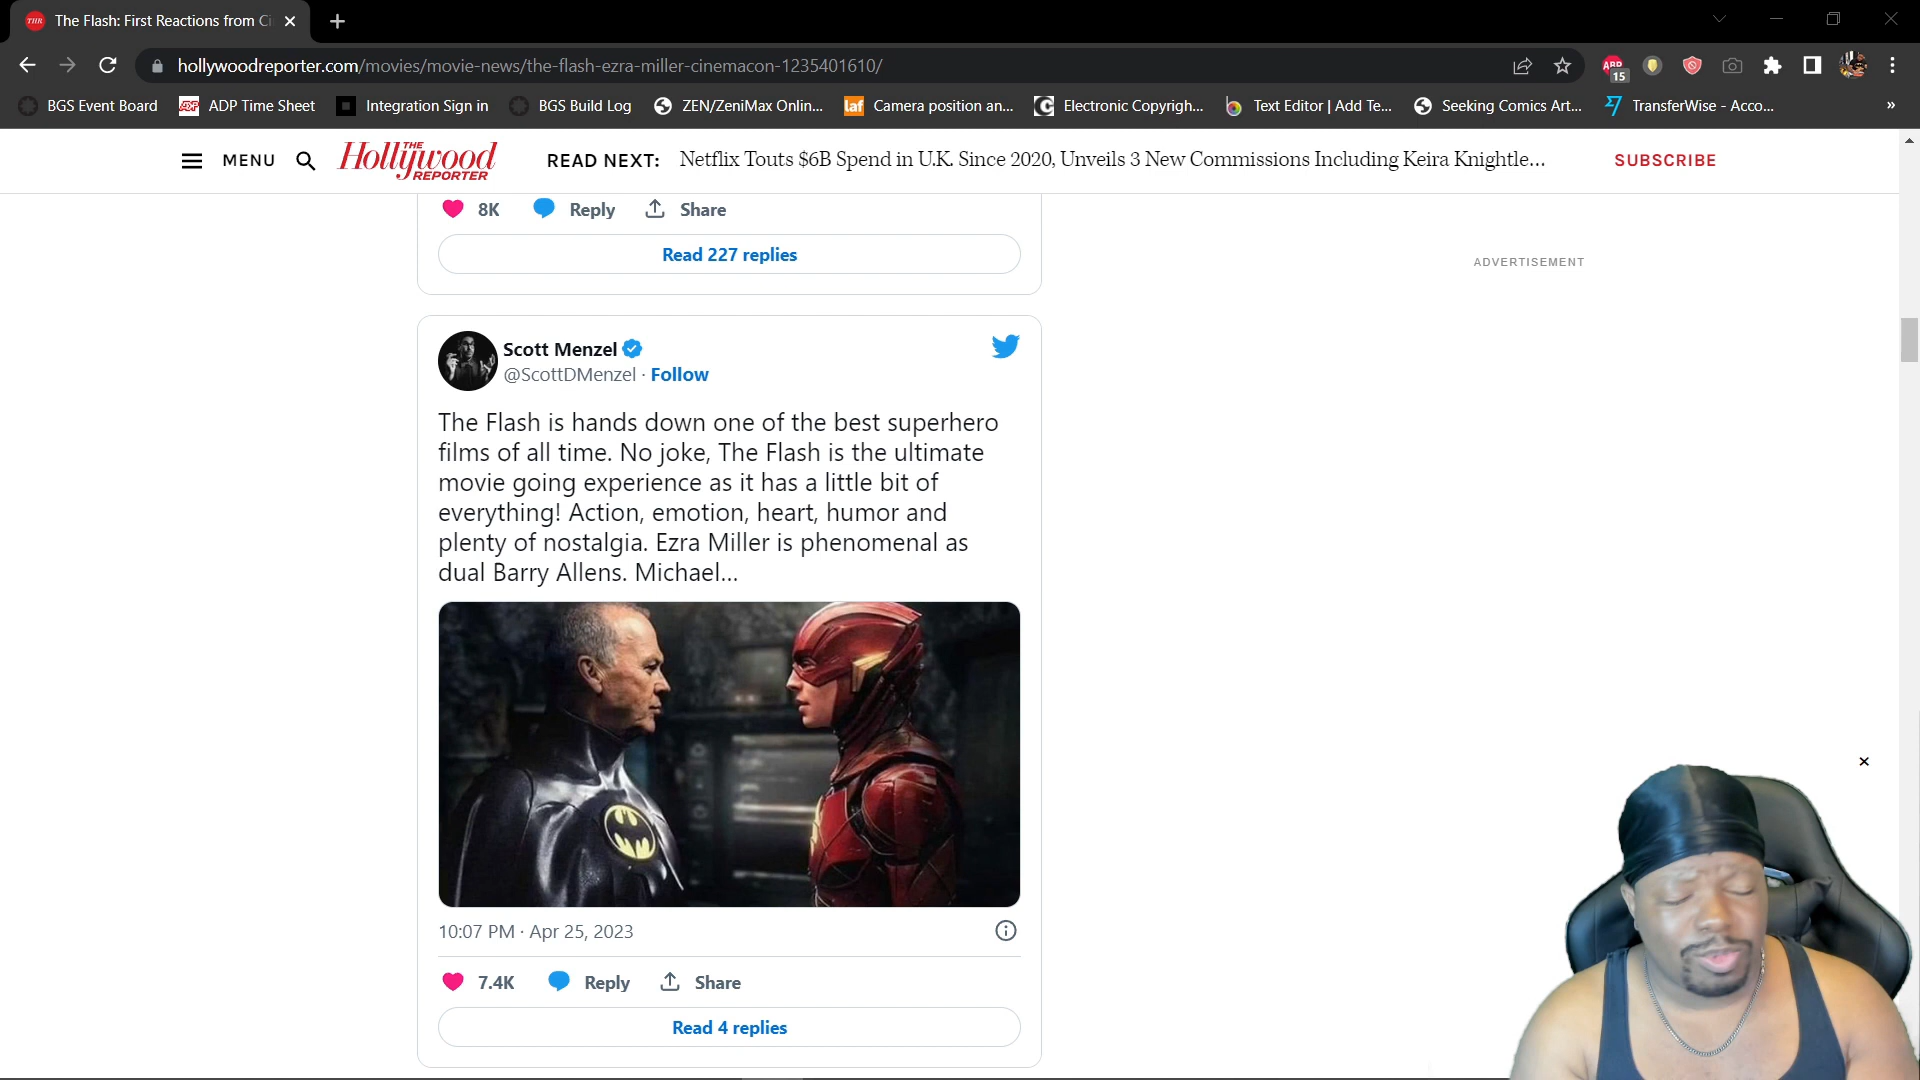 THR The Flash: First Reactions from Ci
hollywoodreporter.com/movies/movie-news/the-flash-ezra-miller-cinemacon-1235401610/
ABP 15
BGS Event Board
ADP Time Sheet
Integration Sign in
BGS Build Log
ZEN/ZeniMax Onlin...
laf Camera position an...
Electronic Copyrigh...
Text Editor | Add Te...
Seeking Comics Art...
TransferWise - Acco...
»
MENU
THE Hollywood REPORTER
READ NEXT: Netflix Touts $6B Spend in U.K. Since 2020, Unveils 3 New Commissions Including Keira Knightle...
SUBSCRIBE
8K Reply Share
Read 227 replies
ADVERTISEMENT
Scott Menzel
@ScottDMenzel · Follow
The Flash is hands down one of the best superhero
films of all time. No joke, The Flash is the ultimate
movie going experience as it has a little bit of
everything! Action, emotion, heart, humor and
plenty of nostalgia. Ezra Miller is phenomenal as
dual Barry Allens. Michael...
10:07 PM · Apr 25, 2023
7.4K Reply Share
Read 4 replies